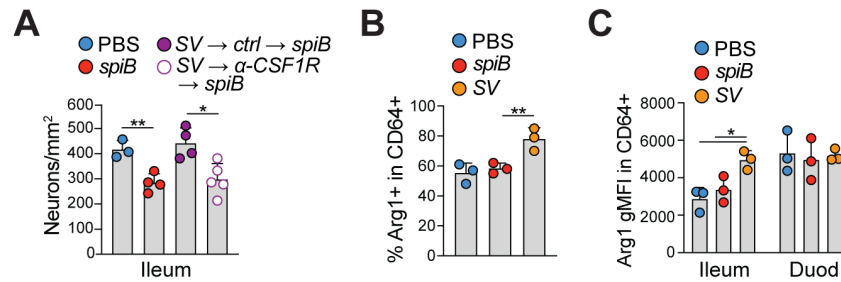 A
PBS
SV → ctrl → spiB
spiB
SV → α-CSF1R
→ spiB
Neurons/mm²
600
500
400
300
200
100
0
**
*
Ileum
B
PBS
spiB
SV
% Arg1+ in CD64+
100
80
60
40
20
0
**
C
PBS
spiB
SV
Arg1 gMFI in CD64+
8000
6000
4000
2000
0
*
Ileum
Duod